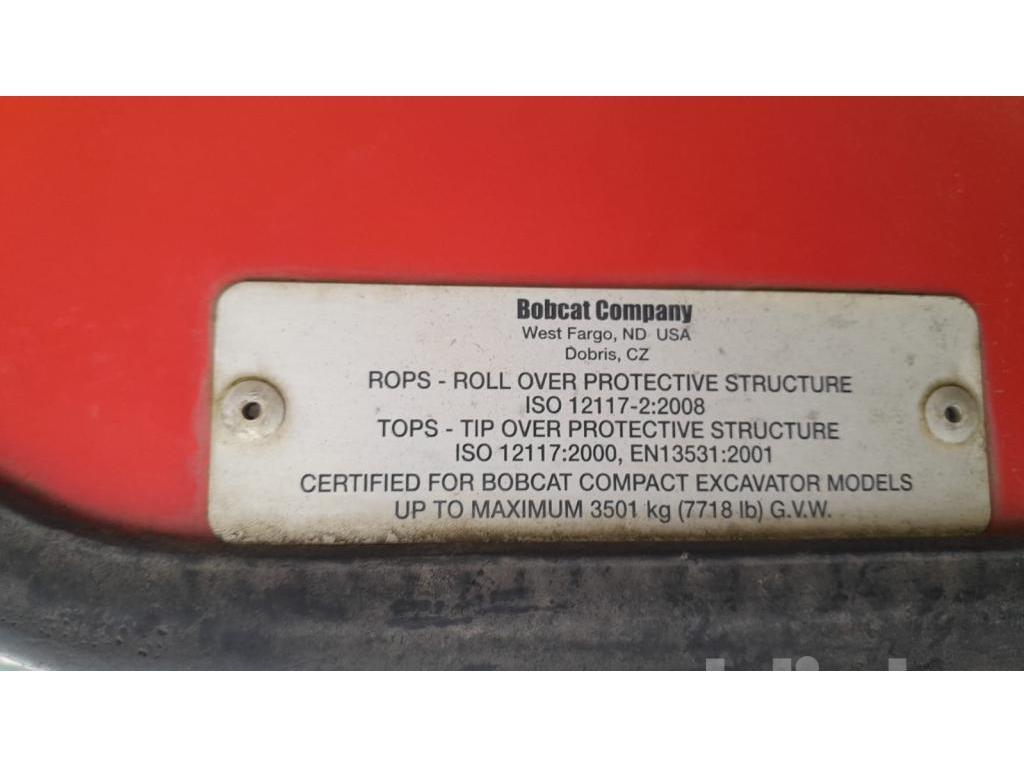 Bobcat Company
West Fargo, ND USA
Dobris, CZ
ROPS - ROLL OVER PROTECTIVE STRUCTURE
ISO 12117-2:2008
TOPS - TIP OVER PROTECTIVE STRUCTURE
ISO 12117:2000, EN13531:2001
CERTIFIED FOR BOBCAT COMPACT EXCAVATOR MODELS
UP TO MAXIMUM 3501 kg (7718 lb) G.V.W.